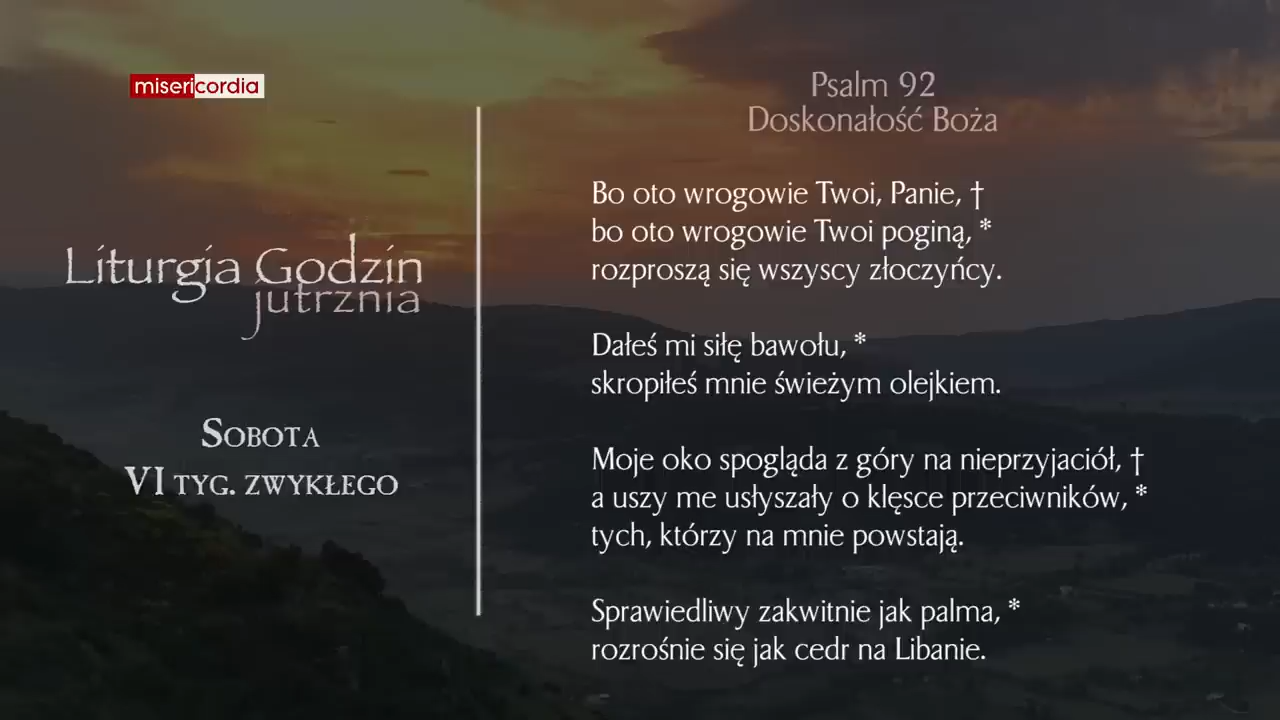 misericordia
Liturgia Godzin
jutrznia
Sobota
VI tyg. zwykłego
Psalm 92
Doskonałość Boża
Bo oto wrogowie Twoi, Panie, †
bo oto wrogowie Twoi poginą, *
rozproszą się wszyscy złoczyńcy.
Dałeś mi siłę bawołu, *
skropiłeś mnie świeżym olejkiem.
Moje oko spogląda z góry na nieprzyjaciół, †
a uszy me usłyszały o klęsce przeciwników, *
tych, którzy na mnie powstają.
Sprawiedliwy zakwitnie jak palma, *
rozrośnie się jak cedr na Libanie.